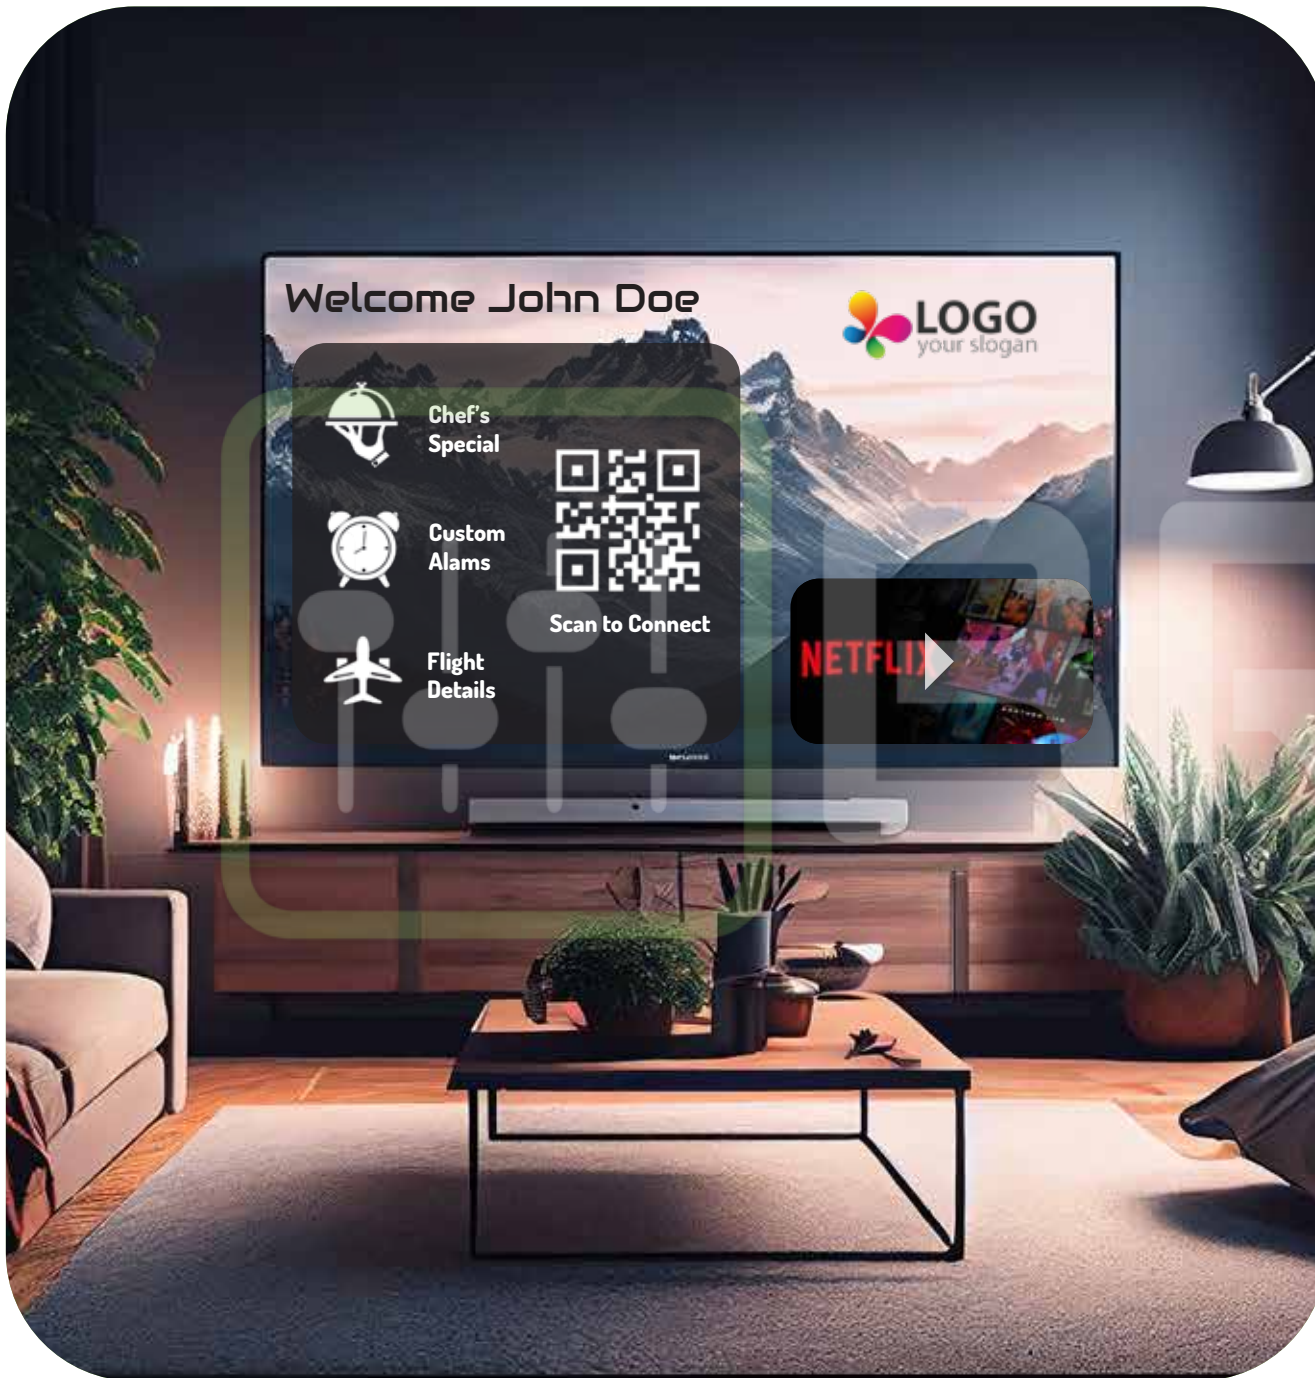 Welcome John Doe
LOGO
your slogan
Chef's
Special
Custom
Alams
Scan to Connect
Flight
Details
NETFLIX